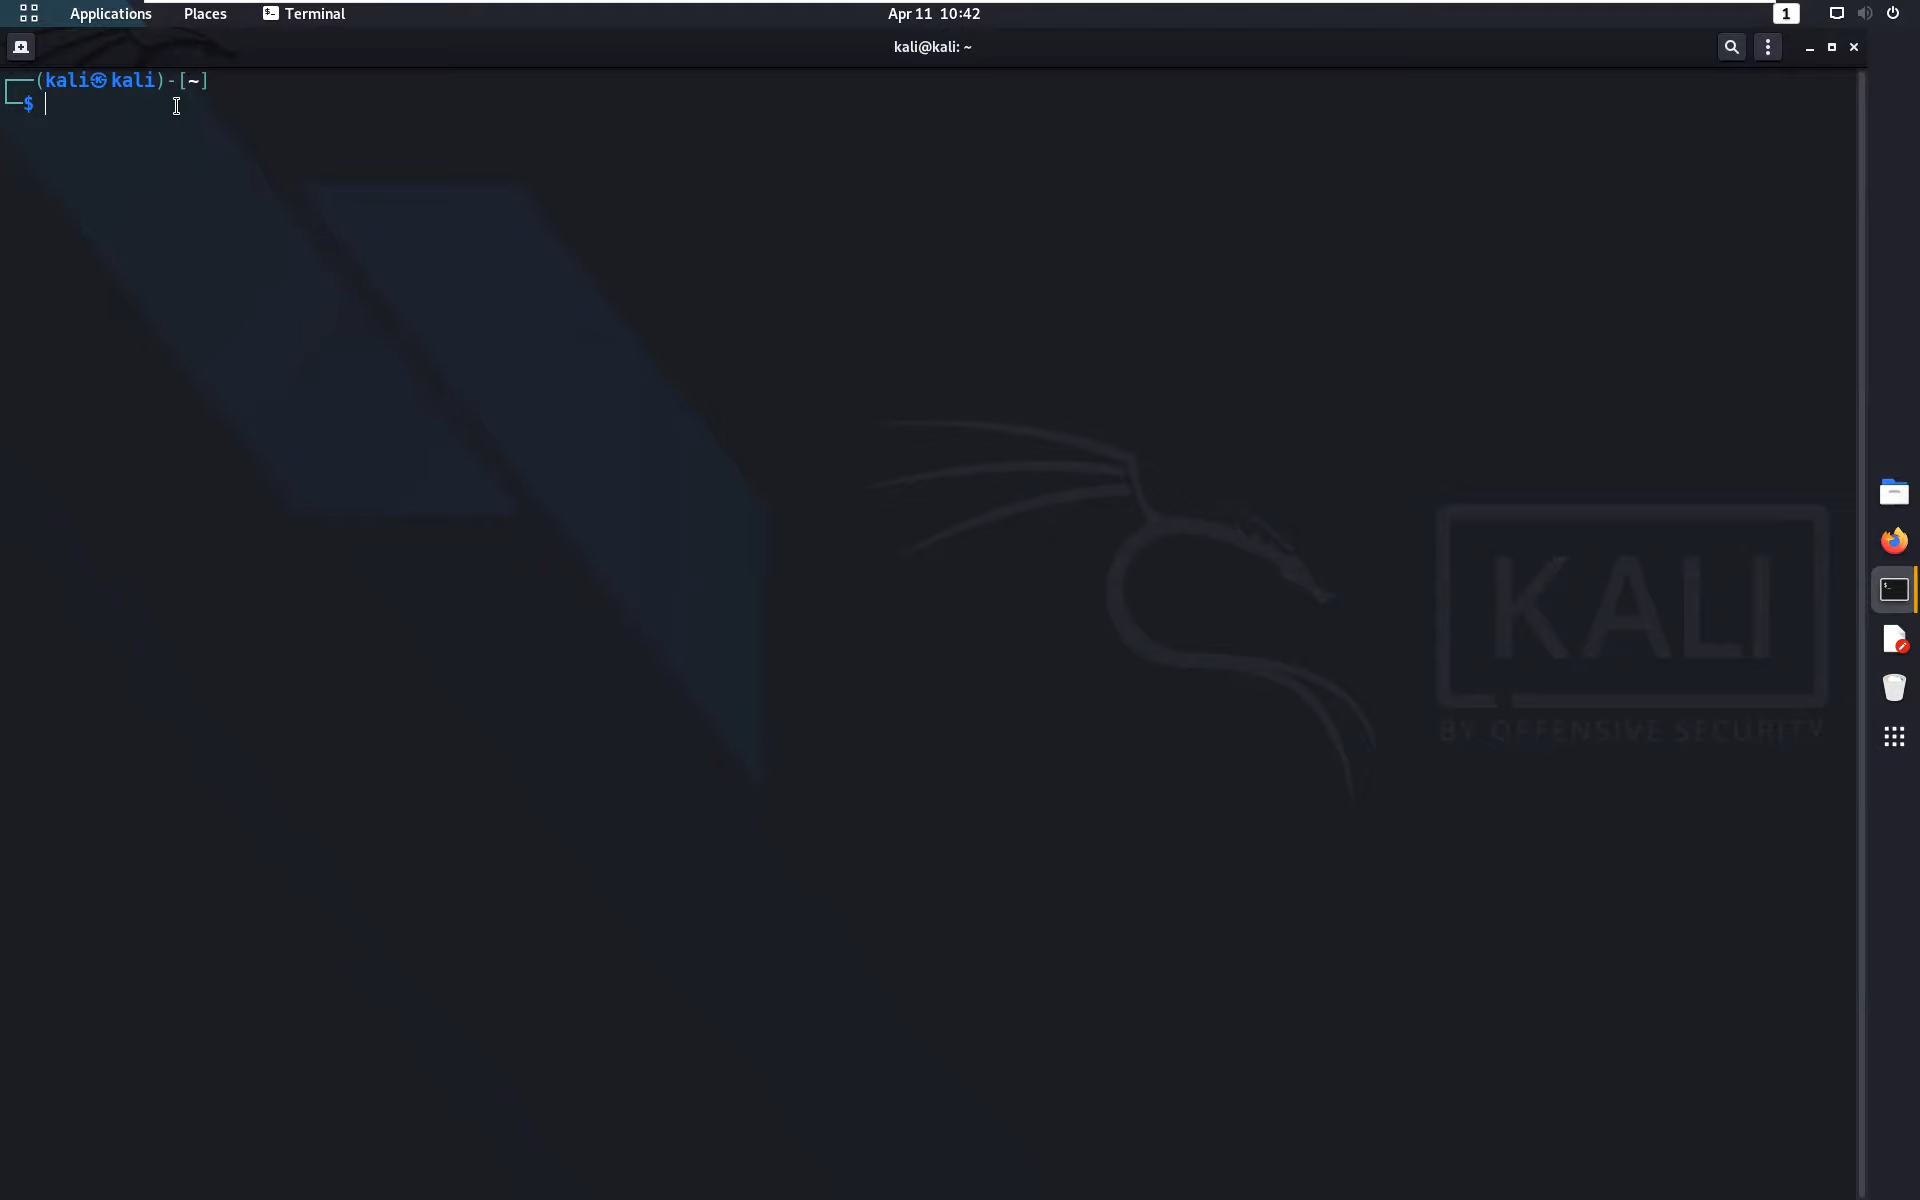 Applications Places Terminal Apr 11 10:42 1
kali@kali: ~
┌──(kali㉿kali)-[~]
└─$
KALI
BY OFFENSIVE SECURITY